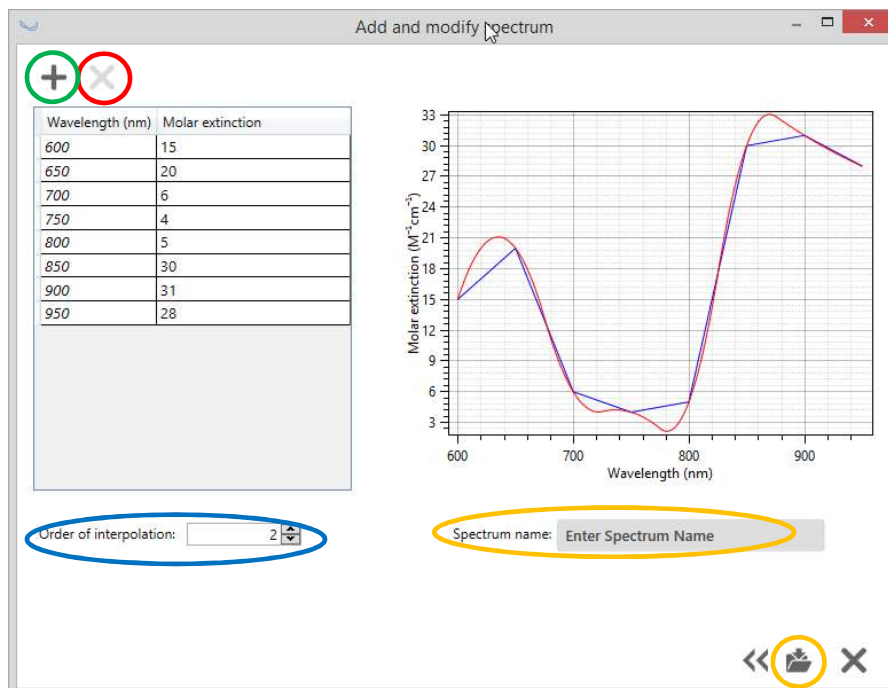 Add and modify spectrum
Wavelength (nm) Molar extinction
600 15
650 20
700 6
750 4
800 5
850 30
900 31
950 28
33
30
27
24
21
18
15
12
9
6
3
Molar extinction (M⁻¹cm⁻¹)
600 700 800 900
Wavelength (nm)
Order of interpolation: 2
Spectrum name: Enter Spectrum Name